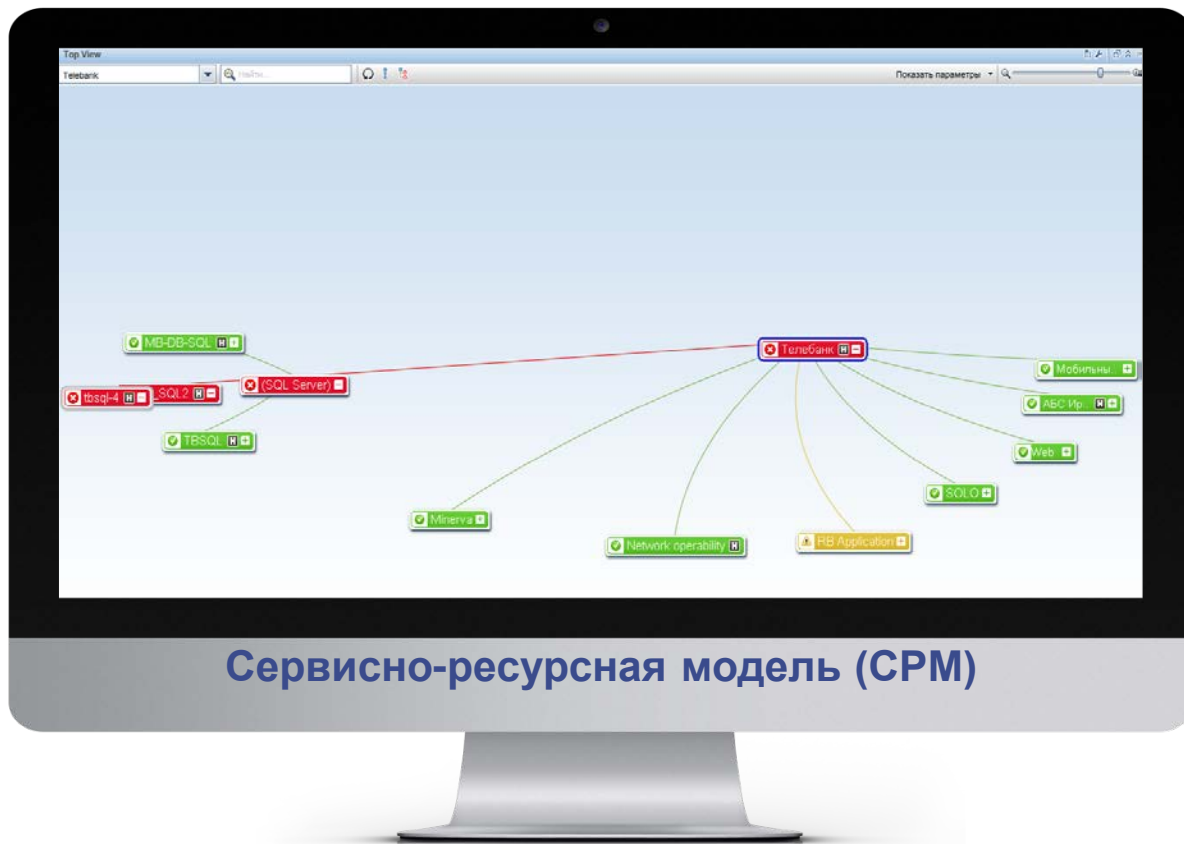 Top View
Telebank
Найти...
Показать параметры
MB-DB-SQL H
Телебанк H
Мобильны...
(SQL Server)
tbsql-4 H
_SQL2 H
АБС Ир... H
TBSQL H
Web
SOLO
Minerva
Network operability H
RB Application
Сервисно-ресурсная модель (СРМ)